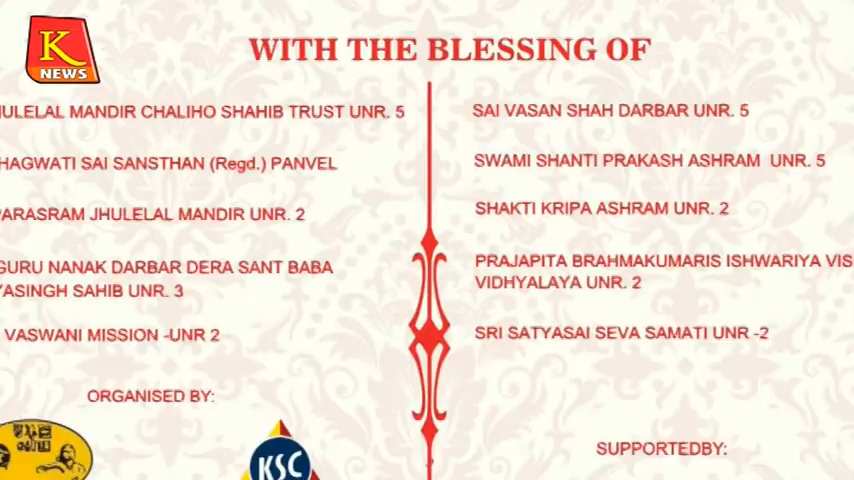 K
NEWS
WITH THE BLESSING OF
ULELAL MANDIR CHALIHO SHAHIB TRUST UNR. 5
HAGWATI SAI SANSTHAN (Regd.) PANVEL
PARASRAM JHULELAL MANDIR UNR. 2
GURU NANAK DARBAR DERA SANT BABA
YASINGH SAHIB UNR. 3
VASWANI MISSION -UNR 2
SAI VASAN SHAH DARBAR UNR. 5
SWAMI SHANTI PRAKASH ASHRAM UNR. 5
SHAKTI KRIPA ASHRAM UNR. 2
PRAJAPITA BRAHMAKUMARIS ISHWARIYA VIS
VIDHYALAYA UNR. 2
SRI SATYASAI SEVA SAMATI UNR -2
ORGANISED BY:
KSC
SUPPORTEDBY: